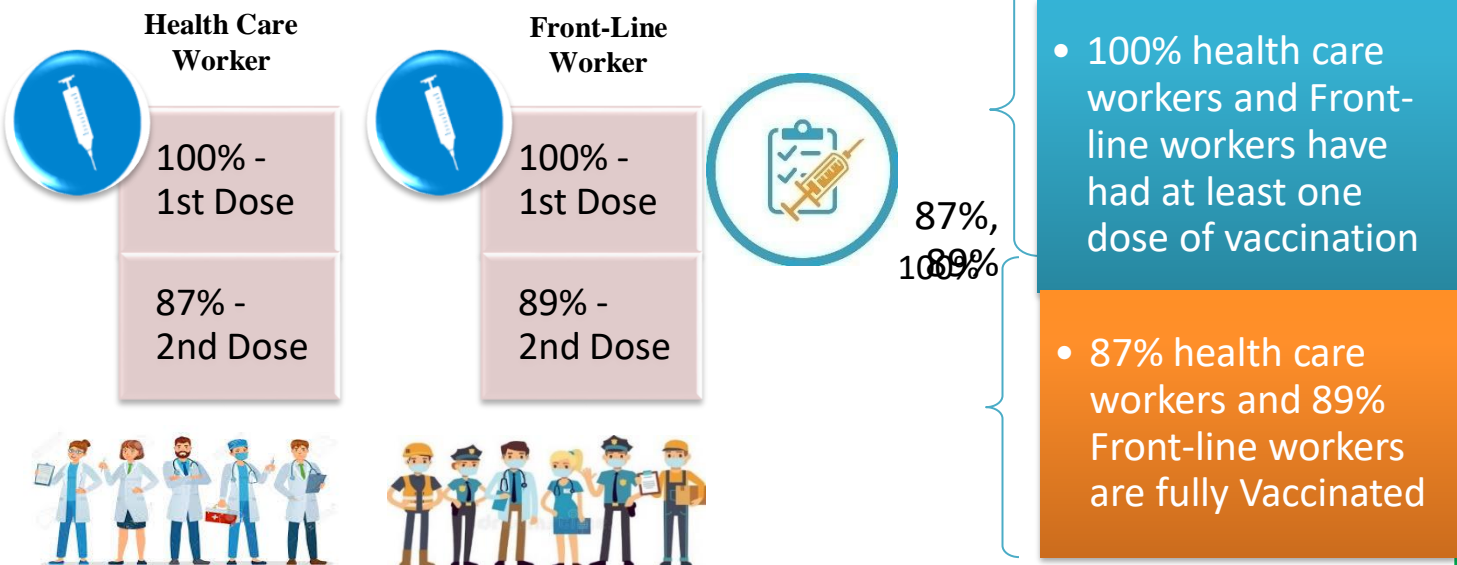 Health Care
Worker
100% -
1st Dose
87% -
2nd Dose
Front-Line
Worker
100% -
1st Dose
89% -
2nd Dose
87%,
89%
100%
• 100% health care
workers and Front-
line workers have
had at least one
dose of vaccination
• 87% health care
workers and 89%
Front-line workers
are fully Vaccinated